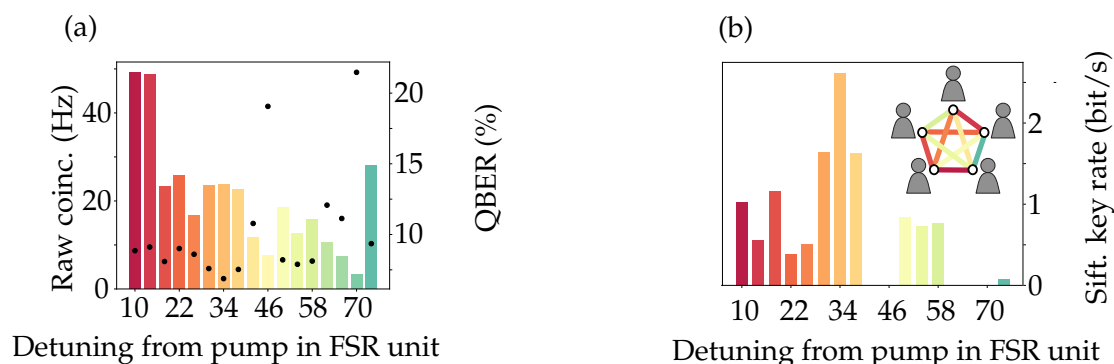 (a)
Raw coinc. (Hz)
40
20
0
10 22 34 46 58 70
20
15
10
QBER (%)
Detuning from pump in FSR unit
(b)
2
1
0
Sift. key rate (bit/s)
10 22 34 46 58 70
Detuning from pump in FSR unit